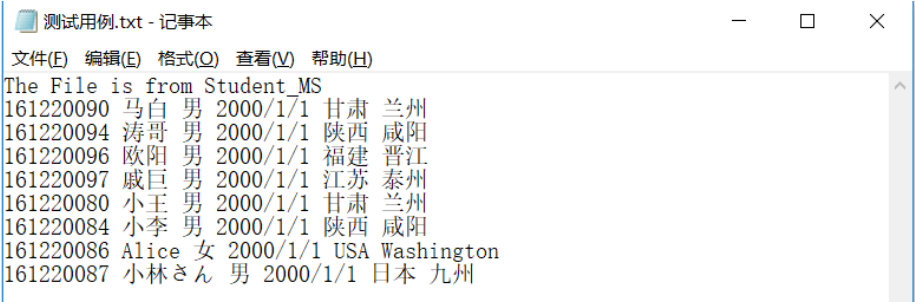 测试用例.txt - 记事本
文件(F) 编辑(E) 格式(O) 查看(V) 帮助(H)
The File is from Student_MS
161220090 马白 男 2000/1/1 甘肃 兰州
161220094 涛哥 男 2000/1/1 陕西 咸阳
161220096 欧阳 男 2000/1/1 福建 晋江
161220097 戚巨 男 2000/1/1 江苏 泰州
161220080 小王 男 2000/1/1 甘肃 兰州
161220084 小李 男 2000/1/1 陕西 咸阳
161220086 Alice 女 2000/1/1 USA Washington
161220087 小林さん 男 2000/1/1 日本 九州